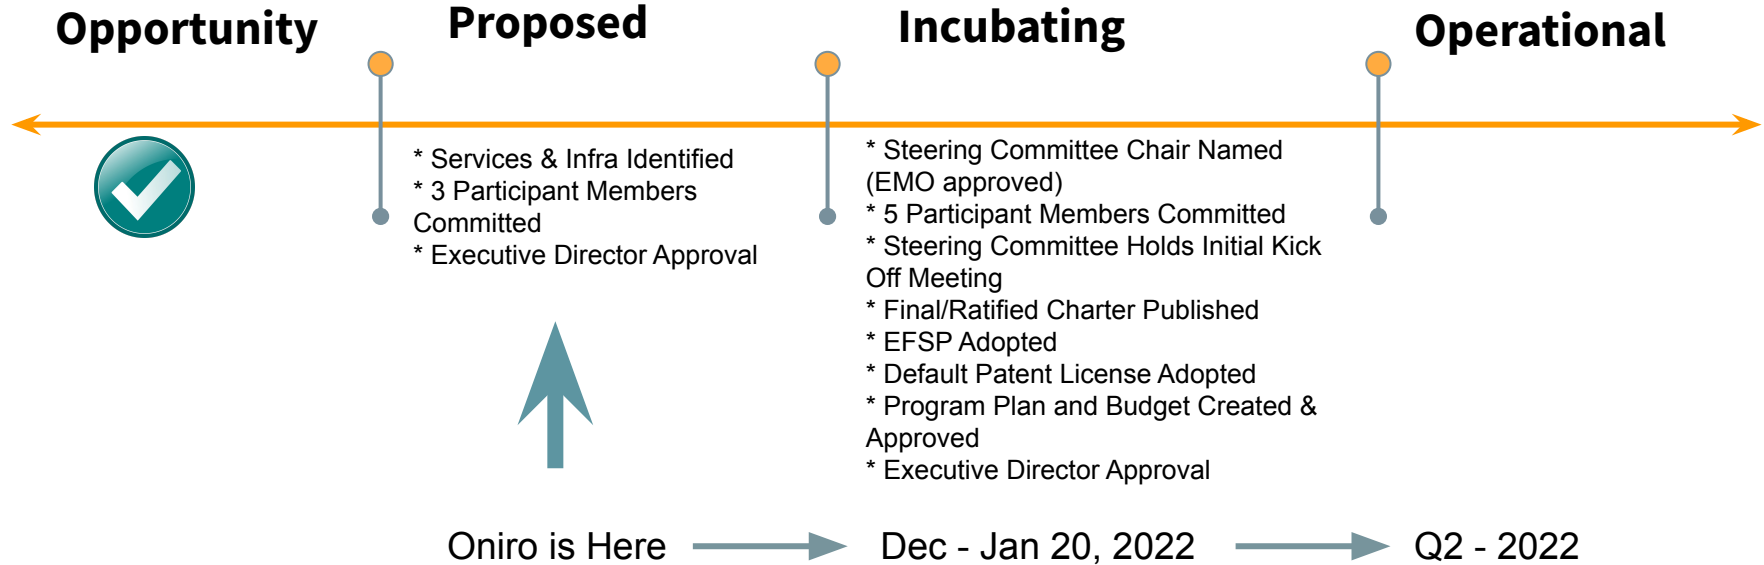 Opportunity
Proposed
Incubating
Operational
* Services & Infra Identified
* 3 Participant Members
Committed
* Executive Director Approval
* Steering Committee Chair Named
(EMO approved)
* 5 Participant Members Committed
* Steering Committee Holds Initial Kick
Off Meeting
* Final/Ratified Charter Published
* EFSP Adopted
* Default Patent License Adopted
* Program Plan and Budget Created &
Approved
* Executive Director Approval
Oniro is Here
Dec - Jan 20, 2022
Q2 - 2022